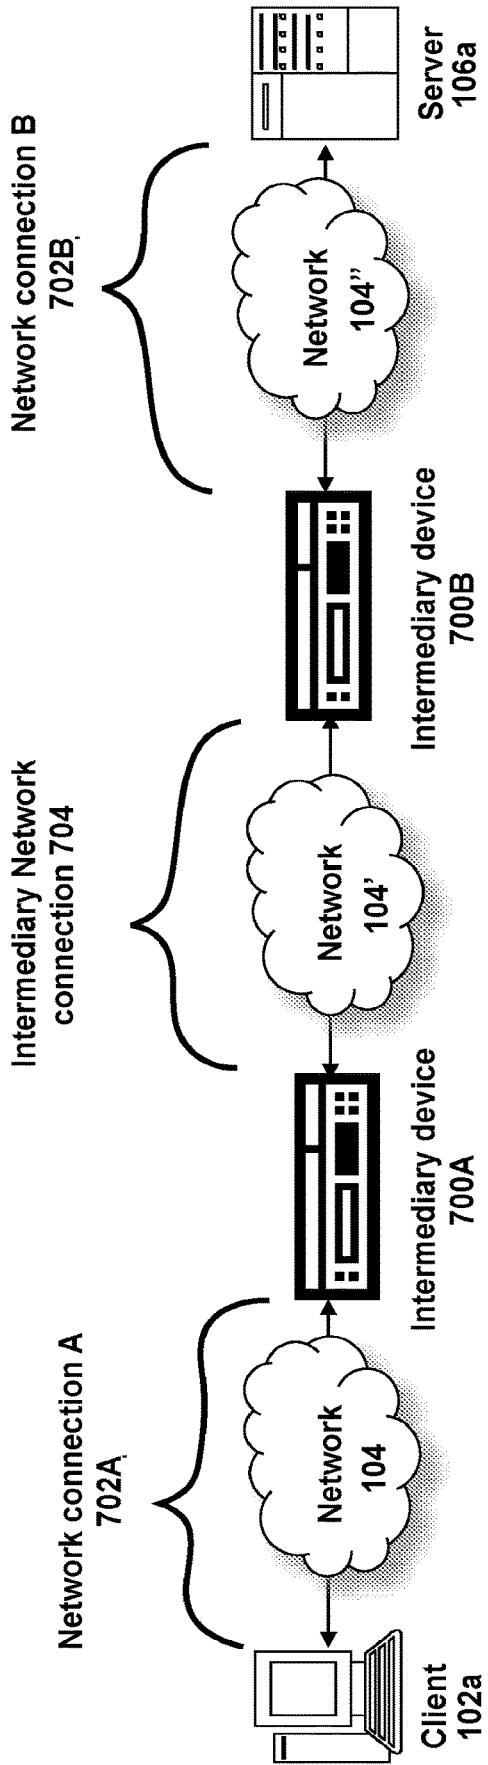 Network connection A
702A
Intermediary Network
connection 704
Network connection B
702B
Network
104
Network
104'
Network
104"
Client
102a
Intermediary device
700A
Intermediary device
700B
Server
106a